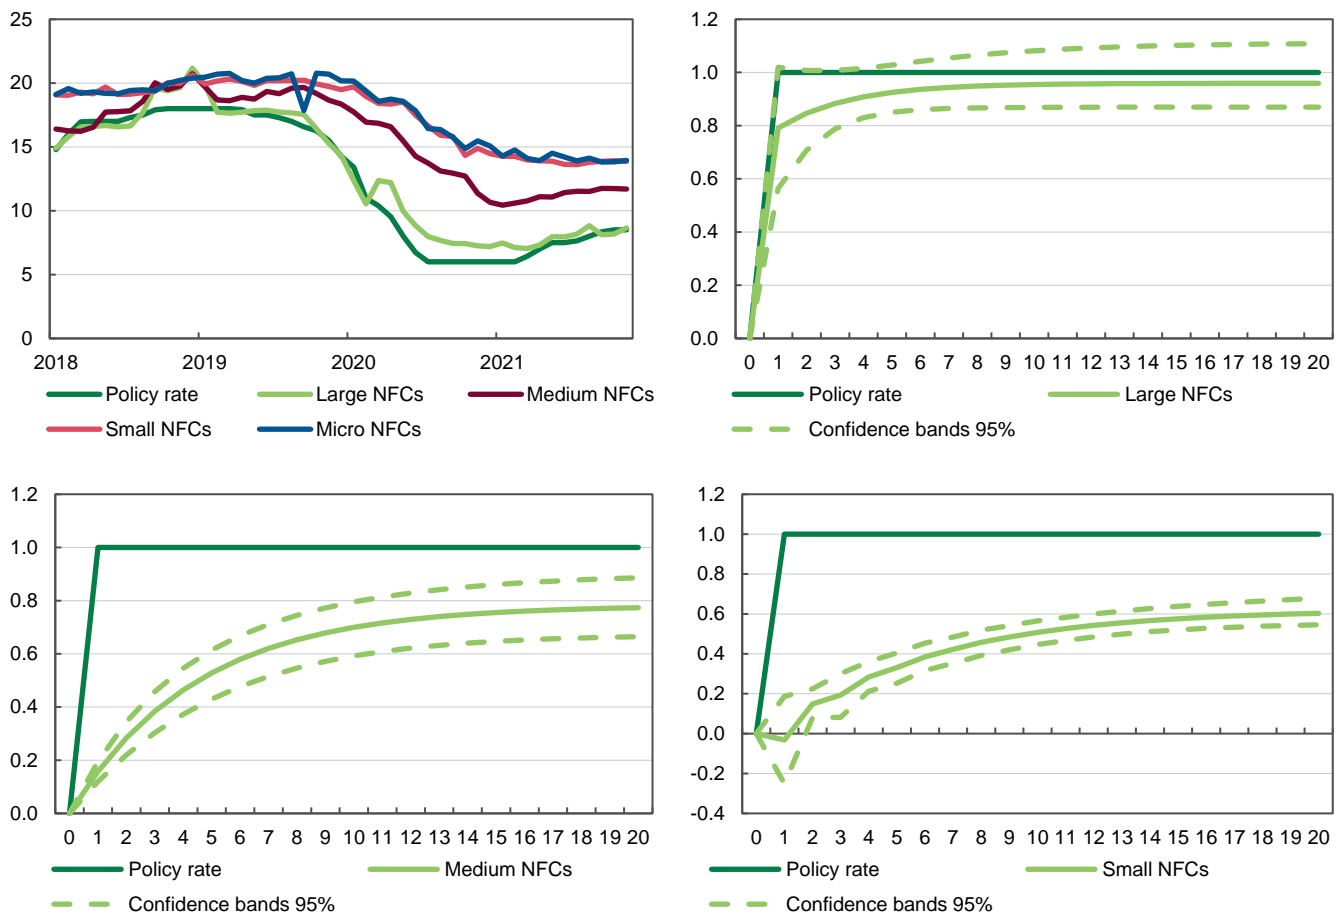 25
20
15
10
5
0
2018 2019 2020 2021
Policy rate Large NFCs Medium NFCs
Small NFCs Micro NFCs
1.2
1.0
0.8
0.6
0.4
0.2
0.0
0 1 2 3 4 5 6 7 8 9 10 11 12 13 14 15 16 17 18 19 20
Policy rate Large NFCs
Confidence bands 95%
1.2
1.0
0.8
0.6
0.4
0.2
0.0
0 1 2 3 4 5 6 7 8 9 10 11 12 13 14 15 16 17 18 19 20
Policy rate Medium NFCs
Confidence bands 95%
1.2
1.0
0.8
0.6
0.4
0.2
0.0
-0.2
-0.4
0 1 2 3 4 5 6 7 8 9 10 11 12 13 14 15 16 17 18 19 20
Policy rate Small NFCs
Confidence bands 95%